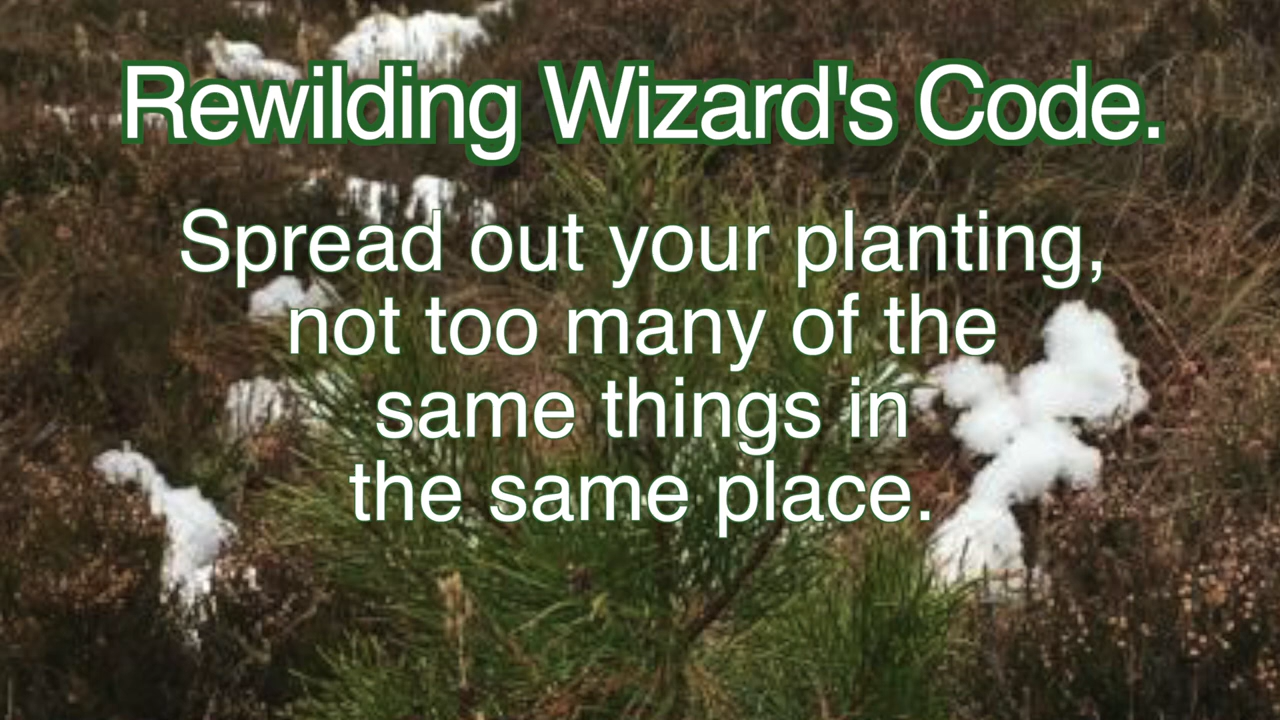 Rewilding Wizard's Code.
Spread out your planting,
not too many of the
same things in
the same place.